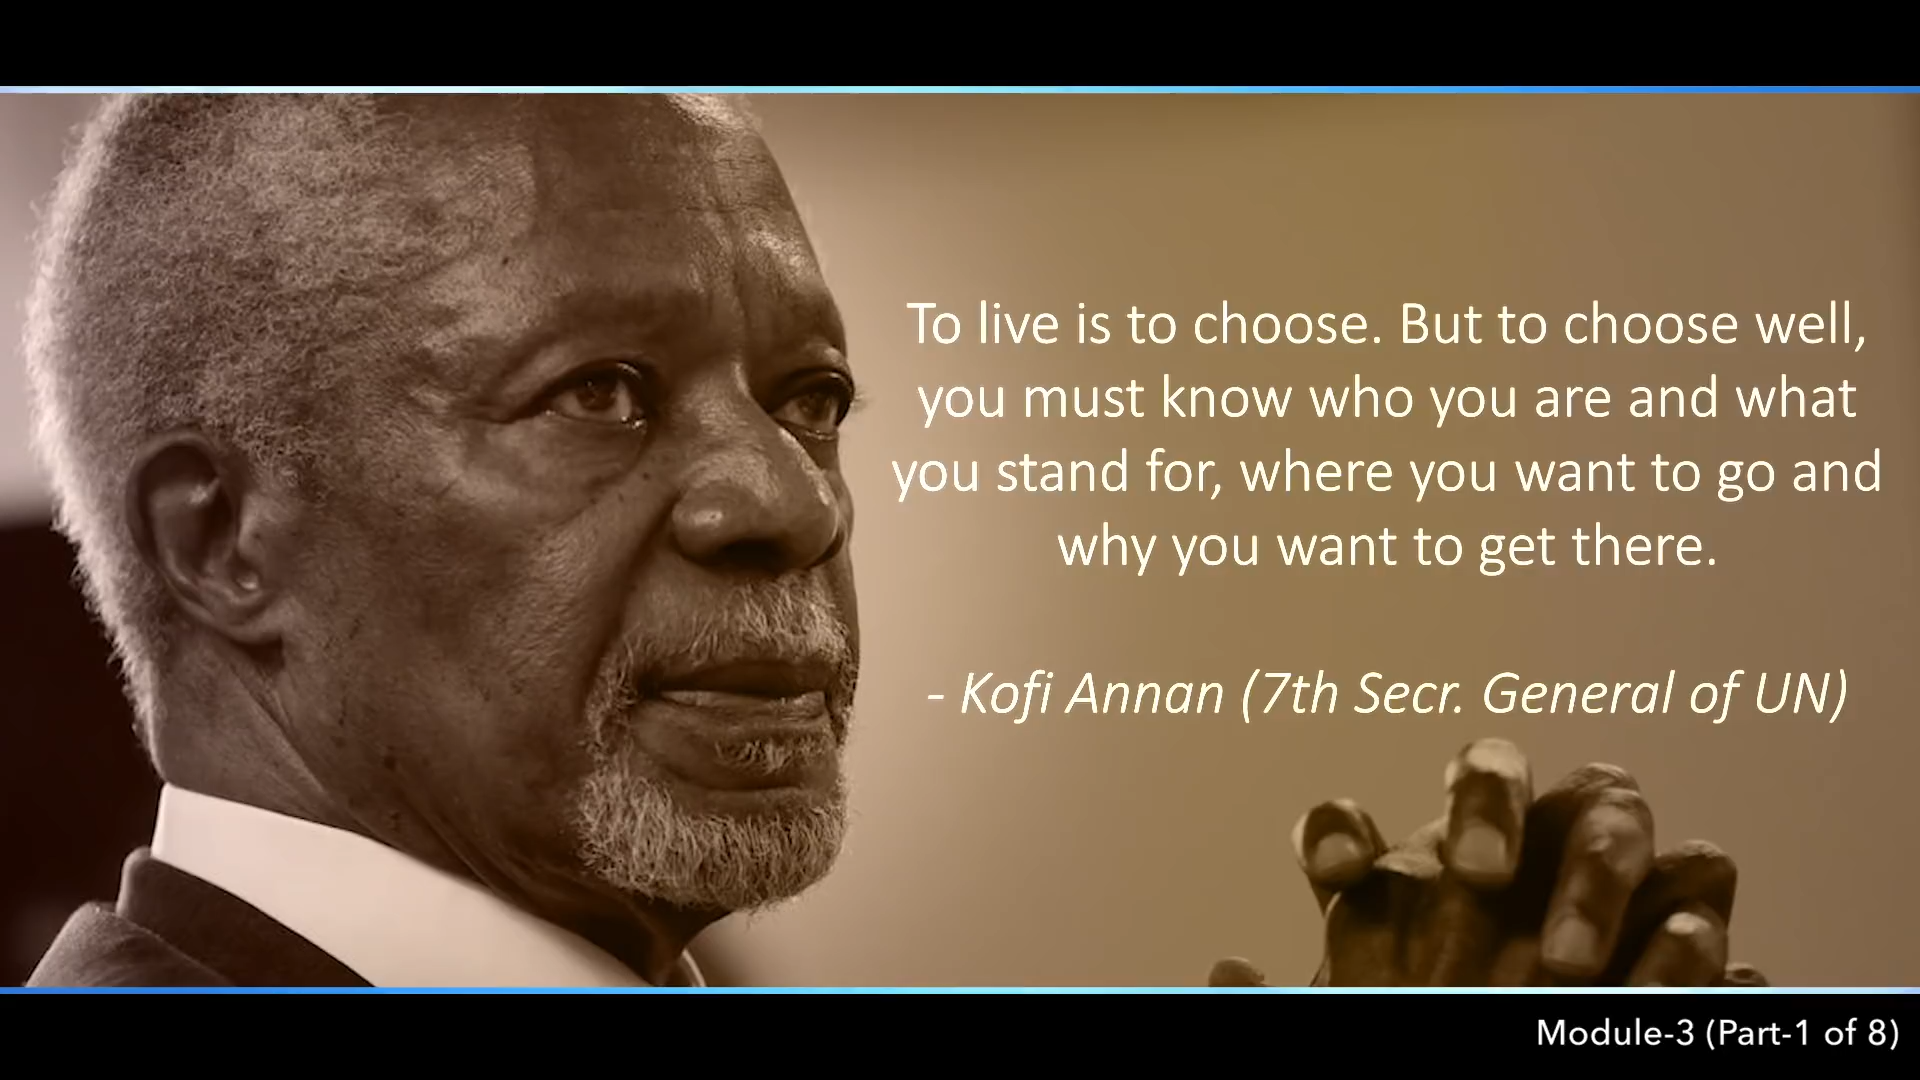 To live is to choose. But to choose well,
you must know who you are and what
you stand for, where you want to go and
why you want to get there.
- Kofi Annan (7th Secr. General of UN)
Module-3 (Part-1 of 8)